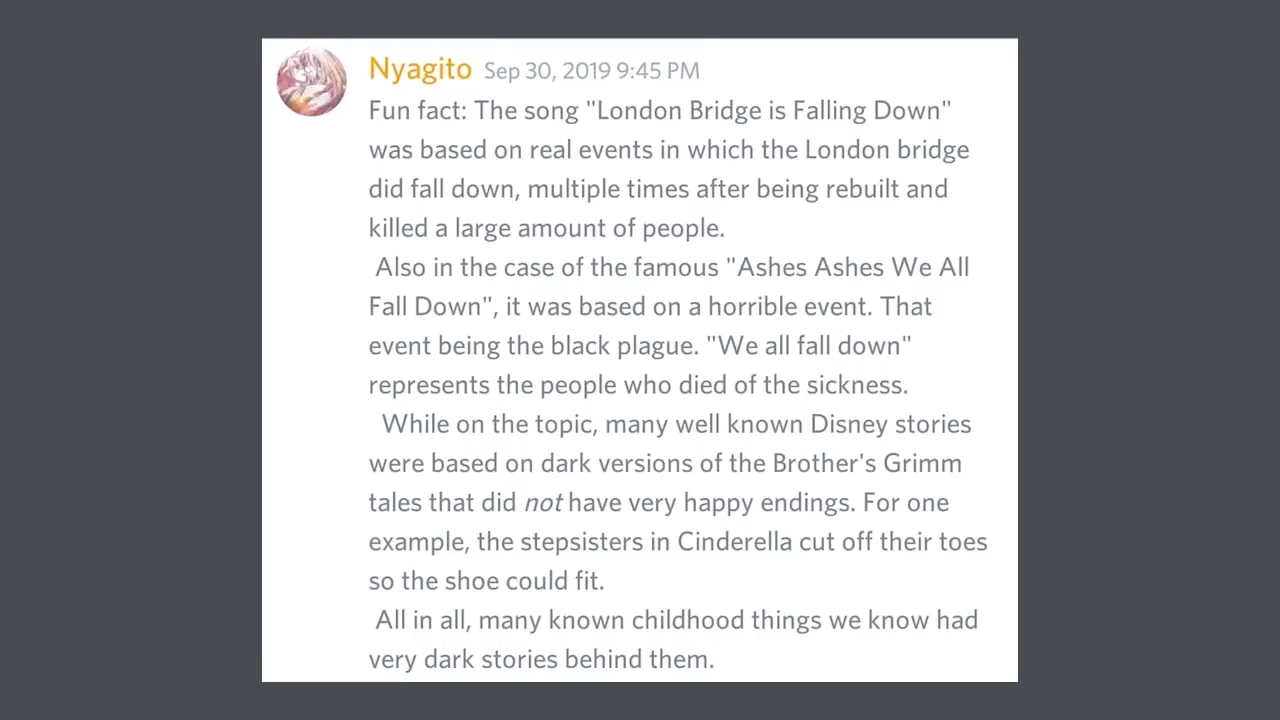 Nyagito Sep 30, 2019 9:45 PM
Fun fact: The song "London Bridge is Falling Down"
was based on real events in which the London bridge
did fall down, multiple times after being rebuilt and
killed a large amount of people.
Also in the case of the famous "Ashes Ashes We All
Fall Down", it was based on a horrible event. That
event being the black plague. "We all fall down"
represents the people who died of the sickness.
While on the topic, many well known Disney stories
were based on dark versions of the Brother's Grimm
tales that did not have very happy endings. For one
example, the stepsisters in Cinderella cut off their toes
so the shoe could fit.
All in all, many known childhood things we know had
very dark stories behind them.